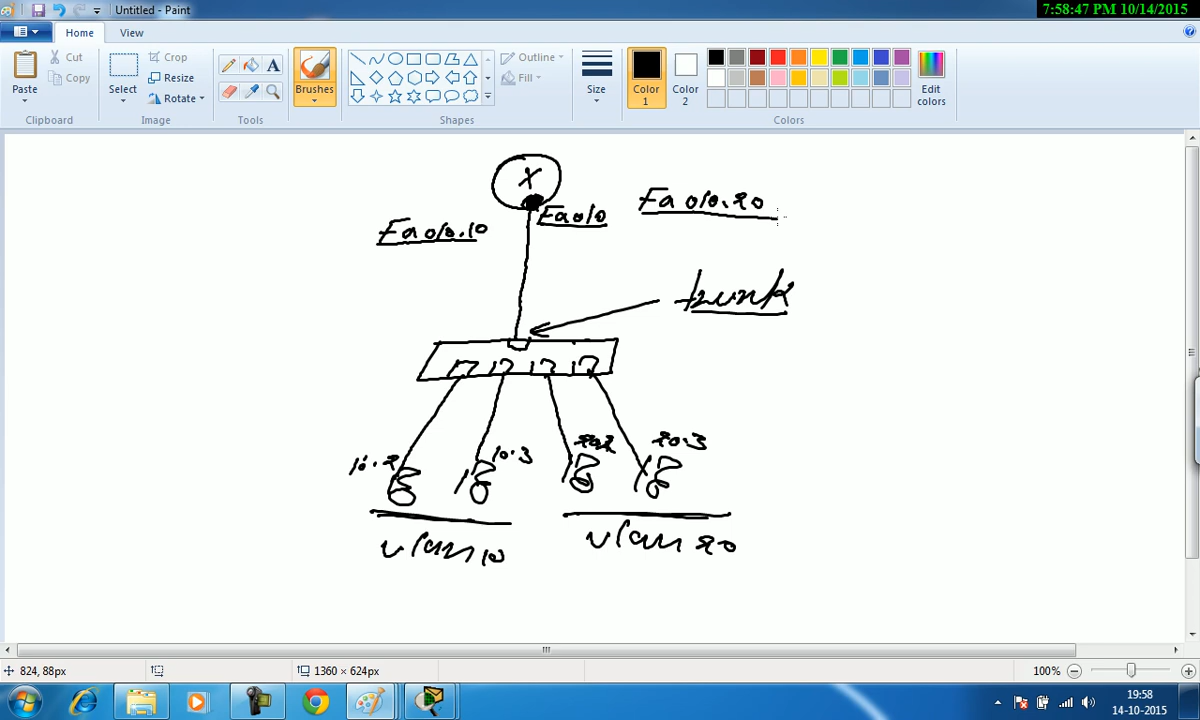 Untitled - Paint
7:58:47 PM 10/14/2015
Home
View
Paste
Cut
Copy
Clipboard
Select
Crop
Resize
Rotate
Image
A
Tools
Brushes
Outline
Fill
Shapes
Size
Color 1
Color 2
Edit colors
Colors
X
Fa0/0.10
Fa0/0
Fa0/0.20
trunk
10.2
10.3
20.2
20.3
vlan 10
vlan 20
824, 88px
1360 × 624px
100%
19:58
14-10-2015